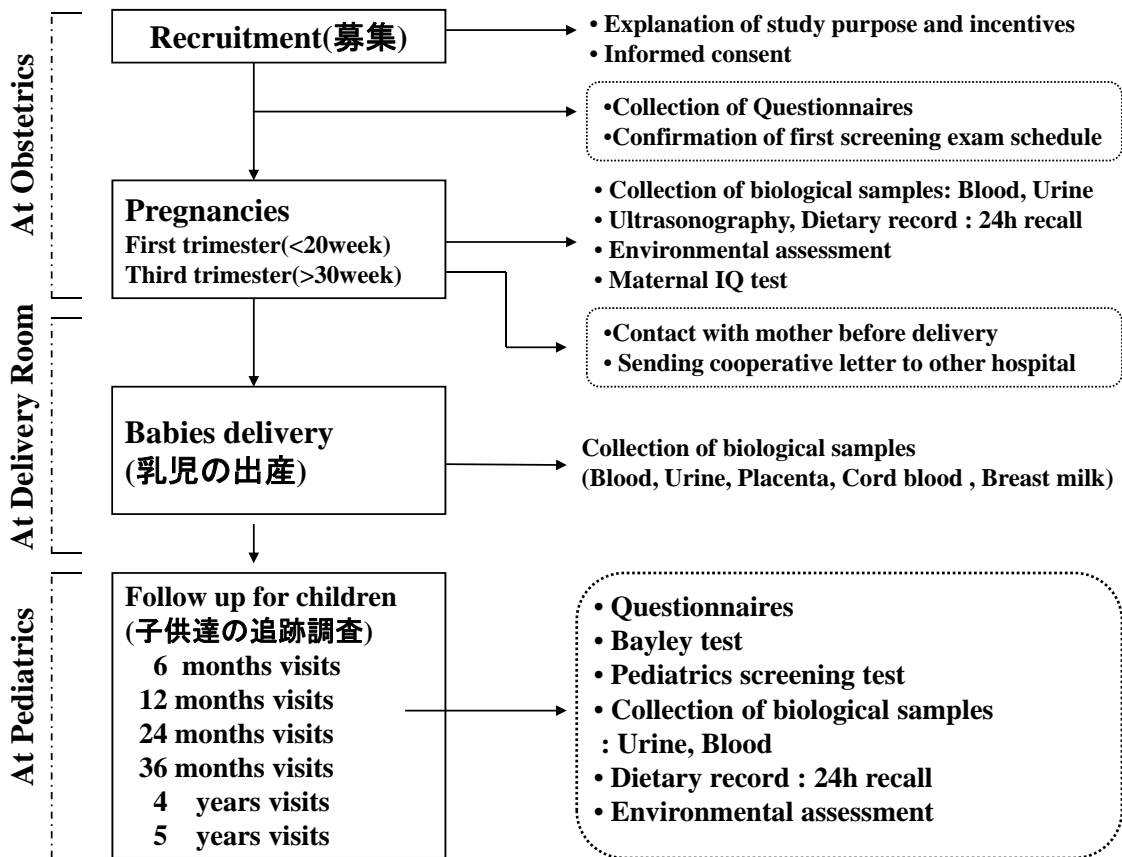 At Obstetrics
Recruitment(募集)
• Explanation of study purpose and incentives
• Informed consent
•Collection of Questionnaires
•Confirmation of first screening exam schedule
Pregnancies
First trimester(<20week)
Third trimester(>30week)
• Collection of biological samples: Blood, Urine
• Ultrasonography, Dietary record : 24h recall
• Environmental assessment
• Maternal IQ test
•Contact with mother before delivery
• Sending cooperative letter to other hospital
At Delivery Room
Babies delivery
(乳児の出産)
Collection of biological samples
(Blood, Urine, Placenta, Cord blood , Breast milk)
At Pediatrics
Follow up for children
(子供達の追跡調査)
6 months visits
12 months visits
24 months visits
36 months visits
4 years visits
5 years visits
• Questionnaires
• Bayley test
• Pediatrics screening test
• Collection of biological samples
: Urine, Blood
• Dietary record : 24h recall
• Environmental assessment